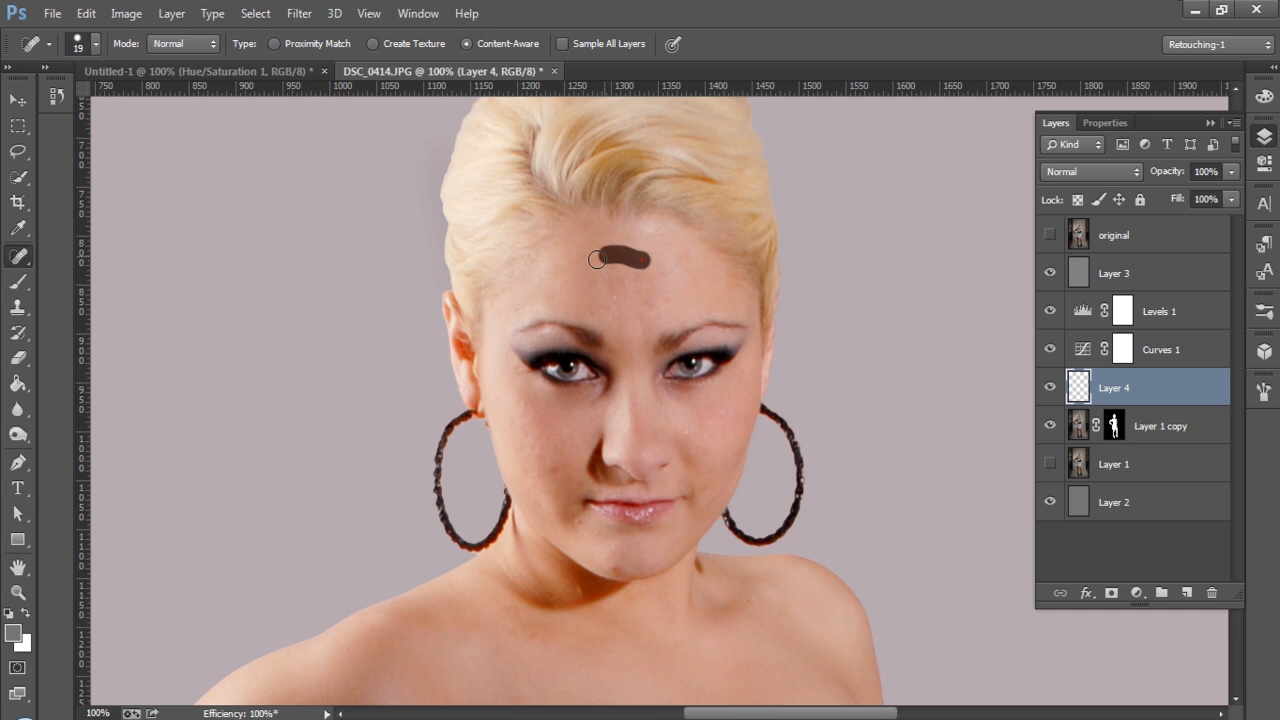 Ps File Edit Image Layer Type Select Filter 3D View Window Help
19 Mode: Normal Type: Proximity Match Create Texture Content-Aware Sample All Layers Retouching-1
Untitled-1 @ 100% (Hue/Saturation 1, RGB/8) * × DSC_0414.JPG @ 100% (Layer 4, RGB/8) * ×
750 800 850 900 950 1000 1050 1100 1150 1200 1250 1300 1350 1400 1450 1500 1550 1600 1650 1700 1750 1800 1850 1900
Layers Properties
Kind
Normal Opacity: 100%
Lock: Fill: 100%
original
Layer 3
Levels 1
Curves 1
Layer 4
Layer 1 copy
Layer 1
Layer 2
fx
100% Efficiency: 100%*